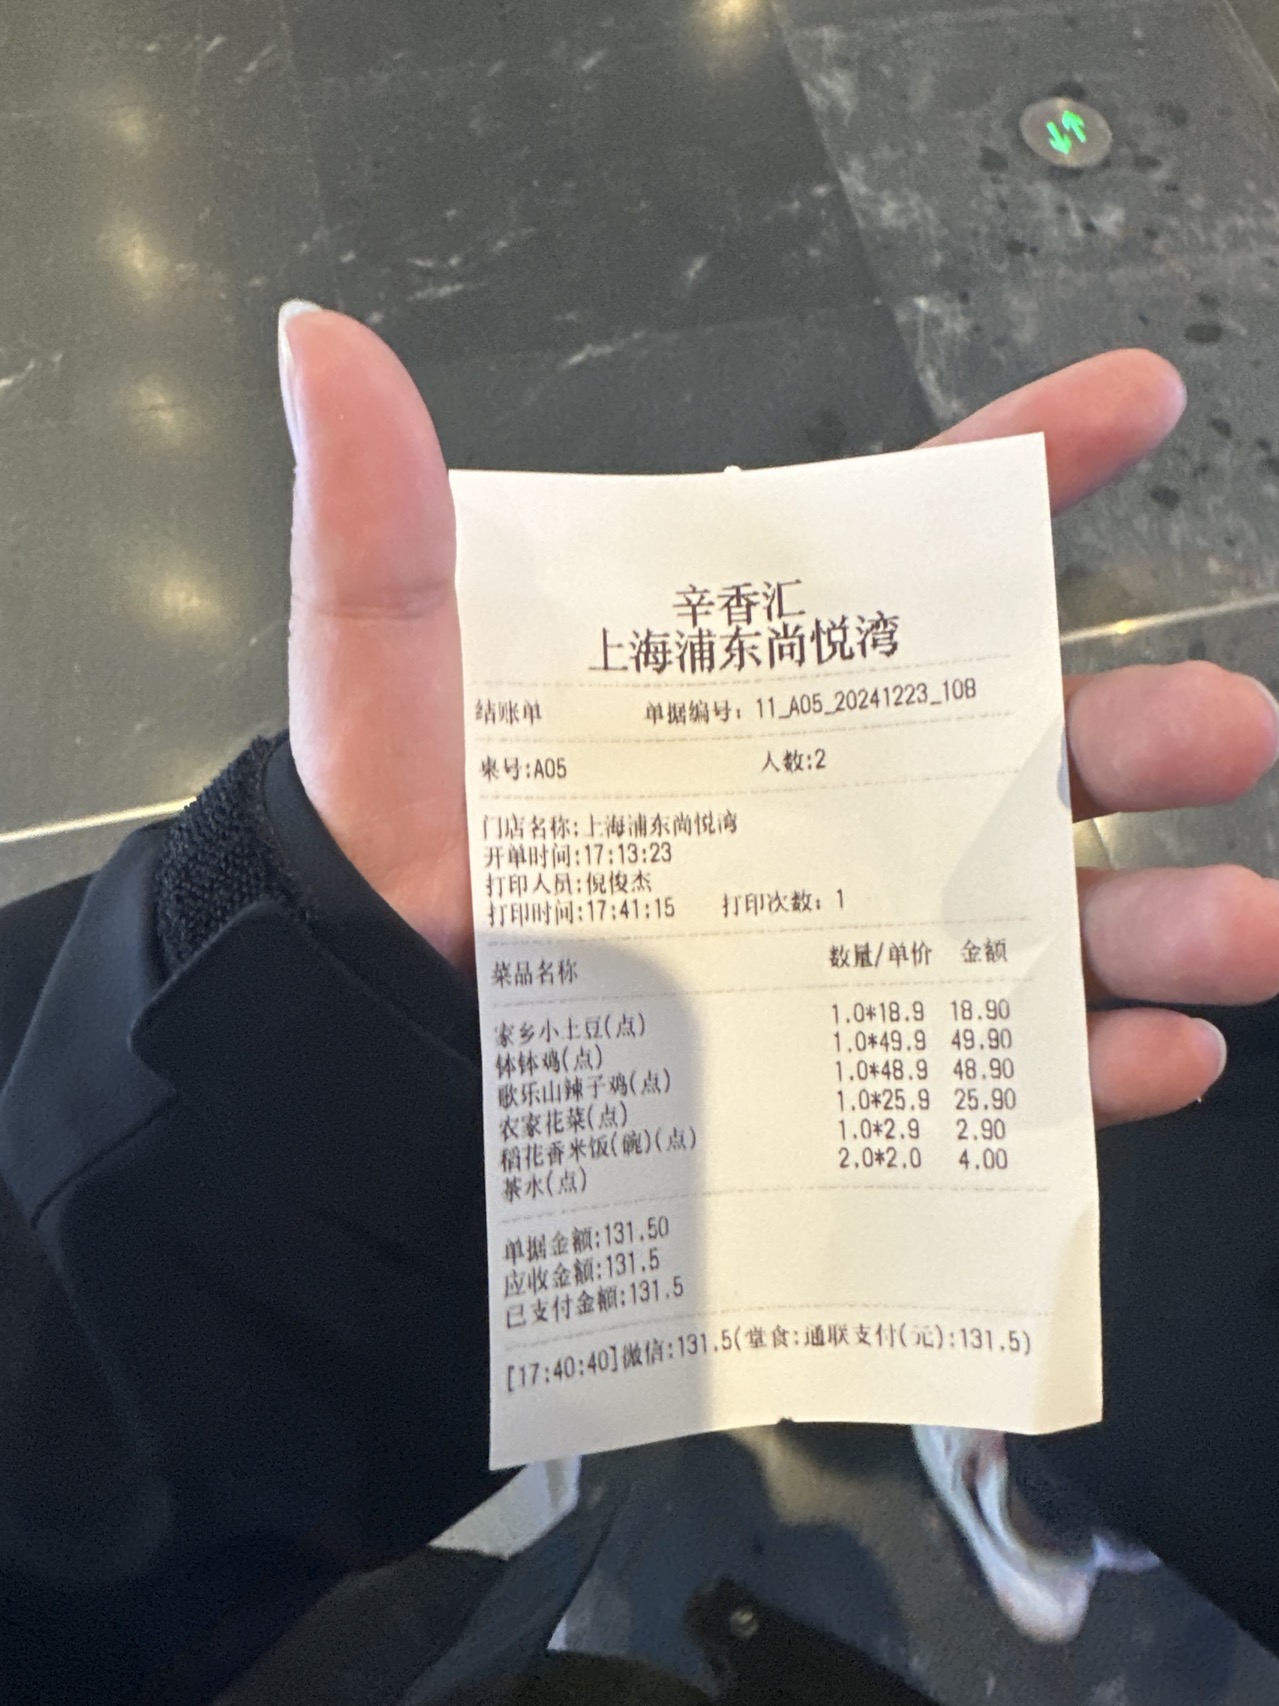 辛香汇
上海浦东尚悦湾
结账单 单据编号: 11_A05_20241223_108
桌号:A05 人数:2
门店名称:上海浦东尚悦湾
开单时间:17:13:23
打印人员:倪俊杰
打印时间:17:41:15 打印次数: 1
菜品名称 数量/单价 金额
家乡小土豆(点) 1.0*18.9 18.90
钵钵鸡(点) 1.0*49.9 49.90
歌乐山辣子鸡(点) 1.0*48.9 48.90
农家花菜(点) 1.0*25.9 25.90
稻花香米饭(碗)(点) 1.0*2.9 2.90
茶水(点) 2.0*2.0 4.00
单据金额:131.50
应收金额:131.5
已支付金额:131.5
[17:40:40]微信:131.5(堂食:通联支付(元):131.5)